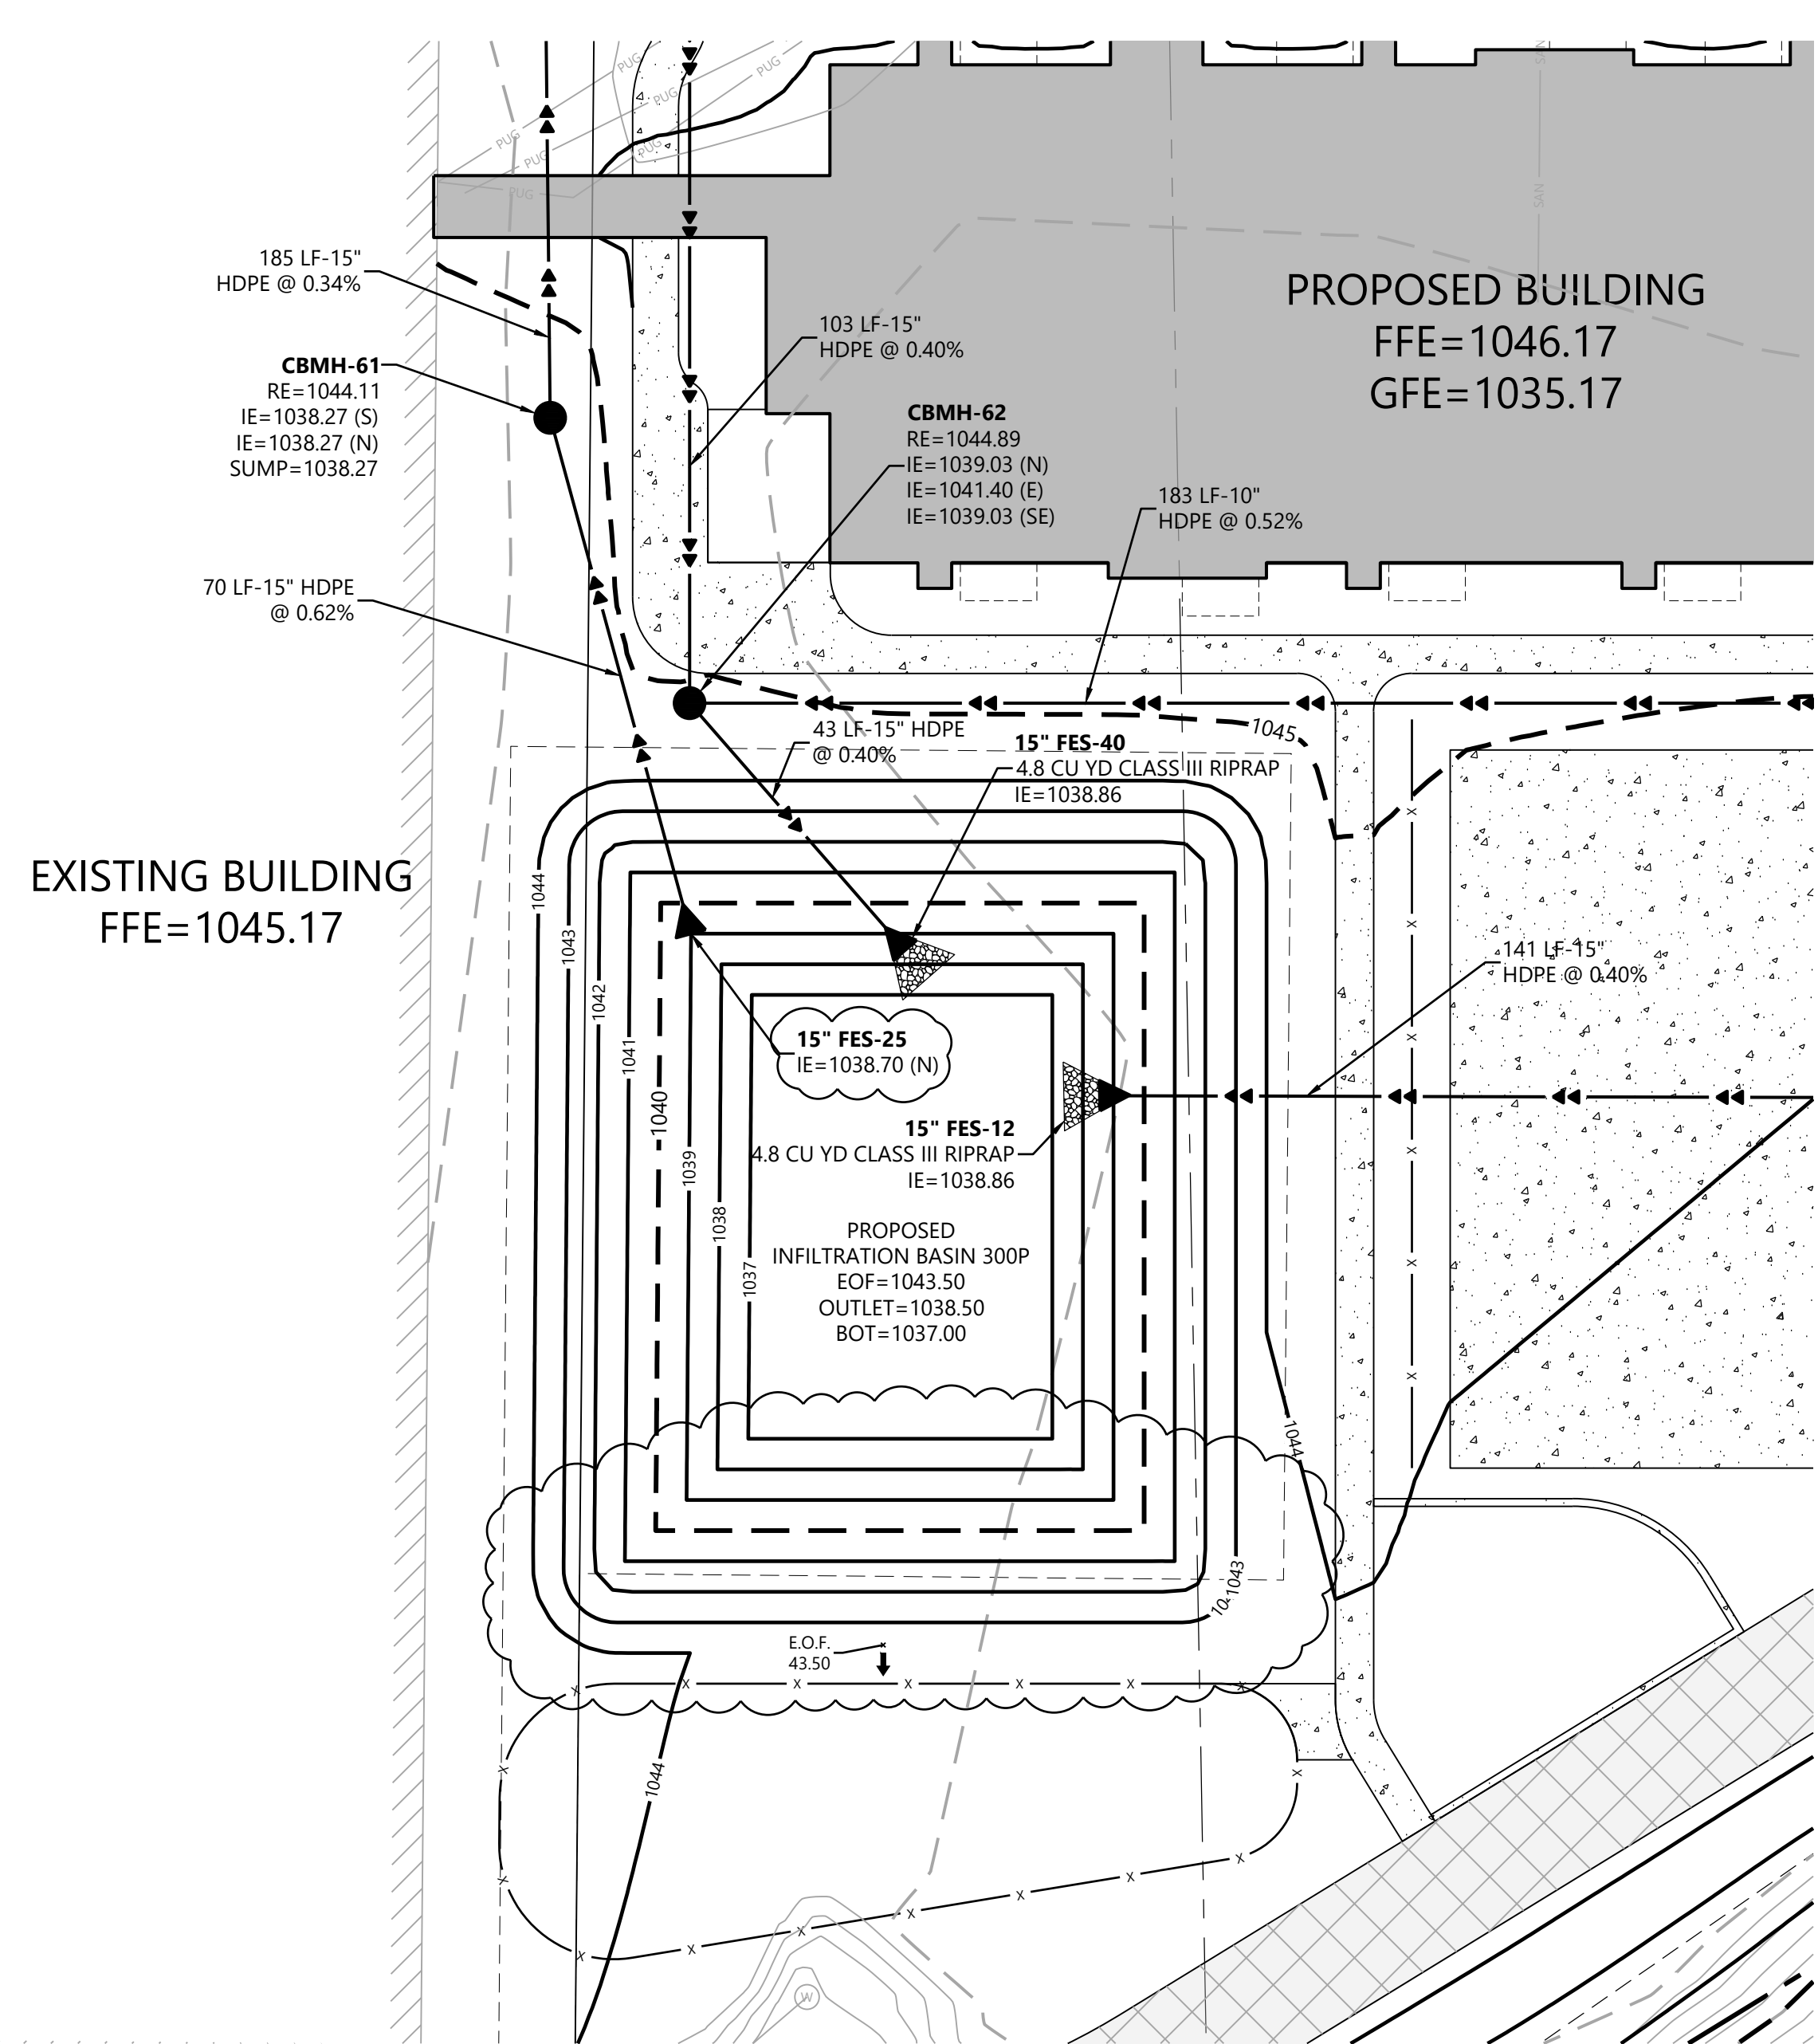 PUG
PUG
PUG
PUG
PUG
PUG
SAN
SAN
185 LF-15"
HDPE @ 0.34%
CBMH-61
RE=1044.11
IE=1038.27 (S)
IE=1038.27 (N)
SUMP=1038.27
103 LF-15"
HDPE @ 0.40%
PROPOSED BUILDING
FFE=1046.17
GFE=1035.17
CBMH-62
RE=1044.89
IE=1039.03 (N)
IE=1041.40 (E)
IE=1039.03 (SE)
183 LF-10"
HDPE @ 0.52%
70 LF-15" HDPE
@ 0.62%
43 LF-15" HDPE
@ 0.40%
1045
15" FES-40
4.8 CU YD CLASS III RIPRAP
IE=1038.86
EXISTING BUILDING
FFE=1045.17
1044
1043
1042
1041
1040
1039
1038
1037
141 LF-15"
HDPE @ 0.40%
15" FES-25
IE=1038.70 (N)
15" FES-12
4.8 CU YD CLASS III RIPRAP
IE=1038.86
PROPOSED
INFILTRATION BASIN 300P
EOF=1043.50
OUTLET=1038.50
BOT=1037.00
1044
1043
E.O.F.
43.50
1044
W